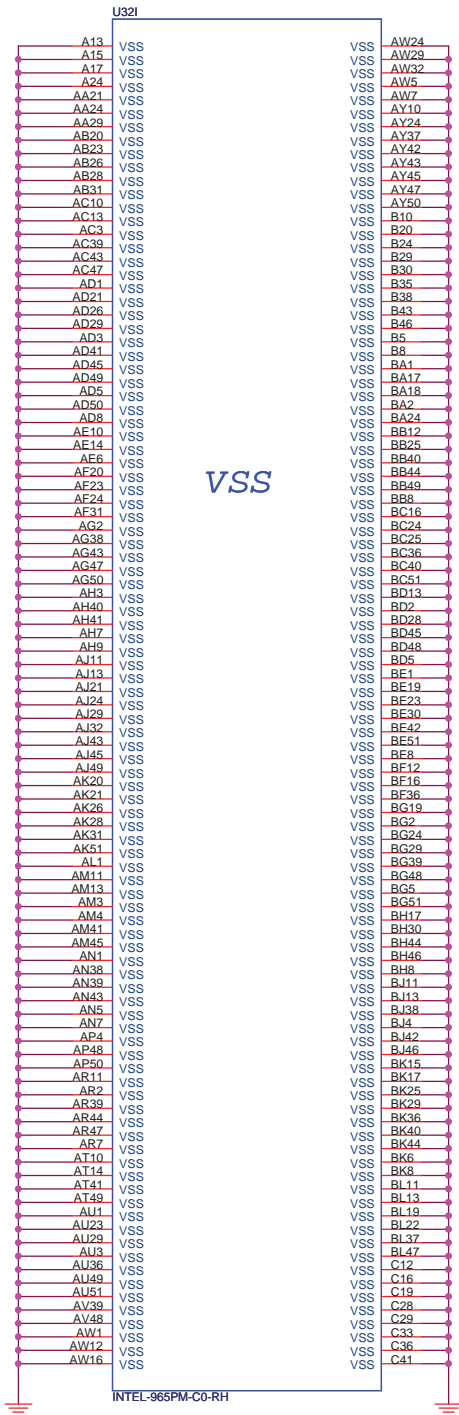 U32I
A13 VSS VSS AW24
A15 VSS VSS AW29
A17 VSS VSS AW32
A24 VSS VSS AW5
AA21 VSS VSS AW7
AA24 VSS VSS AY10
AA29 VSS VSS AY24
AB20 VSS VSS AY37
AB23 VSS VSS AY42
AB26 VSS VSS AY43
AB28 VSS VSS AY45
AB31 VSS VSS AY47
AC10 VSS VSS AY50
AC13 VSS VSS B10
AC3 VSS VSS B20
AC39 VSS VSS B24
AC43 VSS VSS B29
AC47 VSS VSS B30
AD1 VSS VSS B35
AD21 VSS VSS B38
AD26 VSS VSS B43
AD29 VSS VSS B46
AD3 VSS VSS B5
AD41 VSS VSS B8
AD45 VSS VSS BA1
AD49 VSS VSS BA17
AD5 VSS VSS BA18
AD50 VSS VSS BA2
AD8 VSS VSS BA24
AE10 VSS VSS BB12
AE14 VSS VSS BB25
AE6 VSS VSS BB40
AF20 VSS VSS BB44
VSS
AF23 VSS VSS BB49
AF24 VSS VSS BB8
AF31 VSS VSS BC16
AG2 VSS VSS BC24
AG38 VSS VSS BC25
AG43 VSS VSS BC36
AG47 VSS VSS BC40
AG50 VSS VSS BC51
AH3 VSS VSS BD13
AH40 VSS VSS BD2
AH41 VSS VSS BD28
AH7 VSS VSS BD45
AH9 VSS VSS BD48
AJ11 VSS VSS BD5
AJ13 VSS VSS BE1
AJ21 VSS VSS BE19
AJ24 VSS VSS BE23
AJ29 VSS VSS BE30
AJ32 VSS VSS BE42
AJ43 VSS VSS BE51
AJ45 VSS VSS BE8
AJ49 VSS VSS BF12
AK20 VSS VSS BF16
AK21 VSS VSS BF36
AK26 VSS VSS BG19
AK28 VSS VSS BG2
AK31 VSS VSS BG24
AK51 VSS VSS BG29
AL1 VSS VSS BG39
AM11 VSS VSS BG48
AM13 VSS VSS BG5
AM3 VSS VSS BG51
AM4 VSS VSS BH17
AM41 VSS VSS BH30
AM45 VSS VSS BH44
AN1 VSS VSS BH46
AN38 VSS VSS BH8
AN39 VSS VSS BJ11
AN43 VSS VSS BJ13
AN5 VSS VSS BJ38
AN7 VSS VSS BJ4
AP4 VSS VSS BJ42
AP48 VSS VSS BJ46
AP50 VSS VSS BK15
AR11 VSS VSS BK17
AR2 VSS VSS BK25
AR39 VSS VSS BK29
AR44 VSS VSS BK36
AR47 VSS VSS BK40
AR7 VSS VSS BK44
AT10 VSS VSS BK6
AT14 VSS VSS BK8
AT41 VSS VSS BL11
AT49 VSS VSS BL13
AU1 VSS VSS BL19
AU23 VSS VSS BL22
AU29 VSS VSS BL37
AU3 VSS VSS BL47
AU36 VSS VSS C12
AU49 VSS VSS C16
AU51 VSS VSS C19
AV39 VSS VSS C28
AV48 VSS VSS C29
AW1 VSS VSS C33
AW12 VSS VSS C36
AW16 VSS VSS C41
INTEL-965PM-C0-RH